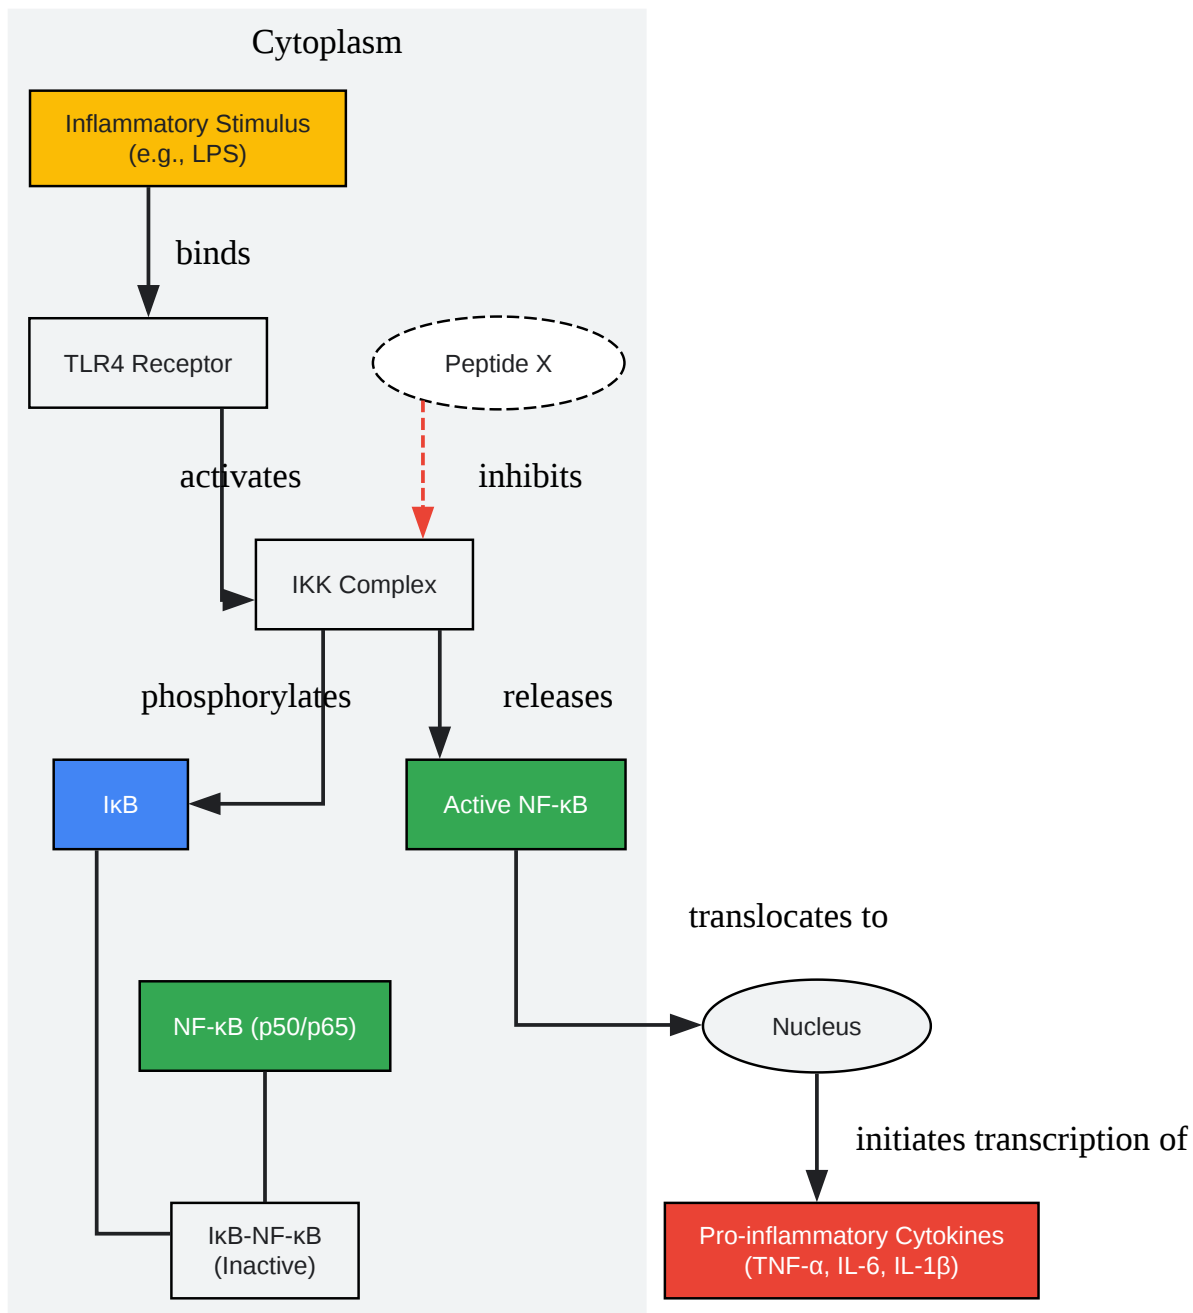 Cytoplasm
Inflammatory Stimulus
(e.g., LPS)
binds
TLR4 Receptor
Peptide X
activates
inhibits
IKK Complex
phosphorylates
releases
IκB
Active NF-κB
translocates to
NF-κB (p50/p65)
Nucleus
initiates transcription of
IκB-NF-κB
(Inactive)
Pro-inflammatory Cytokines
(TNF-α, IL-6, IL-1β)